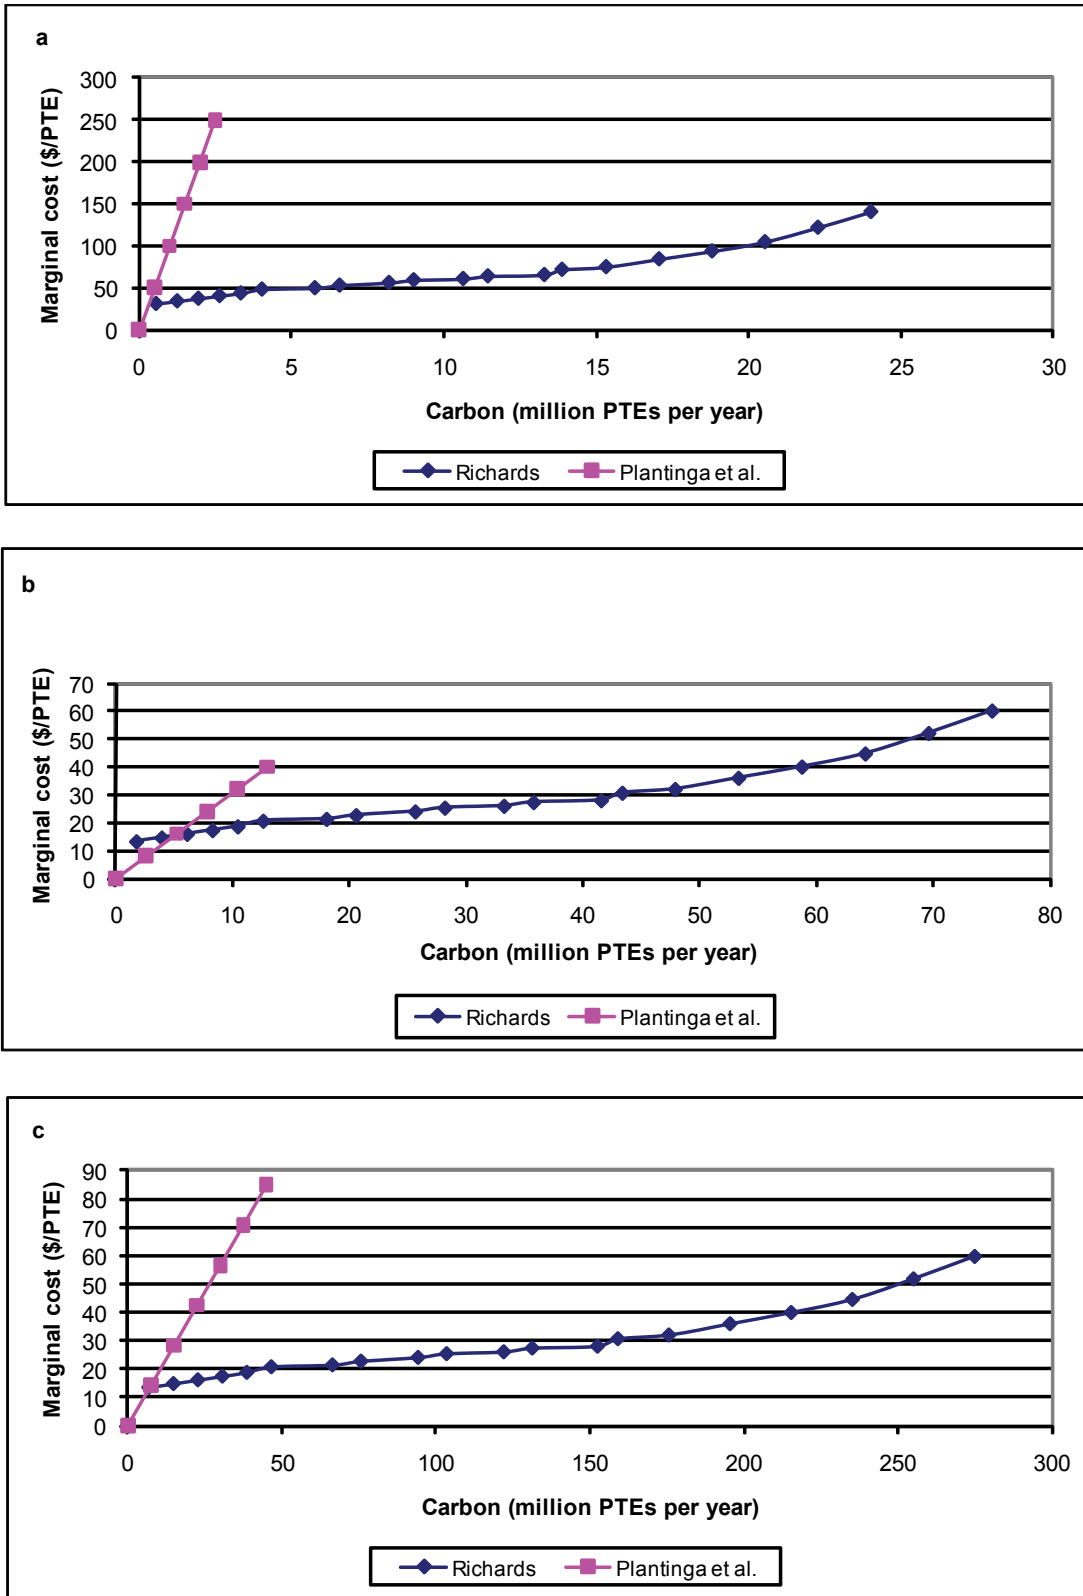 a
300
250
200
150
100
50
0
Marginal cost ($/PTE)
0 5 10 15 20 25 30
Carbon (million PTEs per year)
Richards Plantinga et al.
b
70
60
50
40
30
20
10
0
Marginal cost ($/PTE)
0 10 20 30 40 50 60 70 80
Carbon (million PTEs per year)
Richards Plantinga et al.
c
90
80
70
60
50
40
30
20
10
0
Marginal cost ($/PTE)
0 50 100 150 200 250 300
Carbon (million PTEs per year)
Richards Plantinga et al.